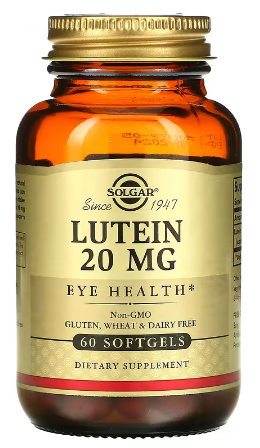 SOLGAR®
Since 1947
LUTEIN
20 MG
EYE HEALTH*
Non-GMO
GLUTEN, WHEAT & DAIRY FREE
60 SOFTGELS
DIETARY SUPPLEMENT